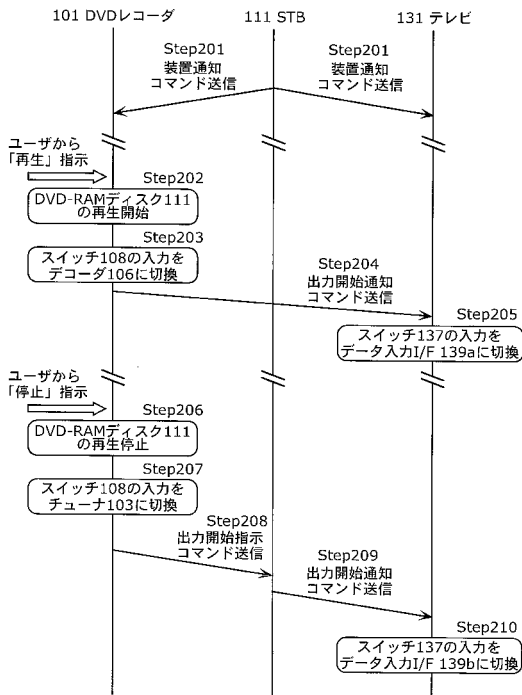 101 DVDレコーダ
111 STB
131 テレビ
Step201
装置通知
コマンド送信
Step201
装置通知
コマンド送信
ユーザから
「再生」指示
Step202
DVD-RAMディスク111
の再生開始
Step203
スイッチ108の入力を
デコーダ106に切換
Step204
出力開始通知
コマンド送信
Step205
スイッチ137の入力を
データ入力I/F 139aに切換
ユーザから
「停止」指示
Step206
DVD-RAMディスク111
の再生停止
Step207
スイッチ108の入力を
チューナ103に切換
Step208
出力開始指示
コマンド送信
Step209
出力開始通知
コマンド送信
Step210
スイッチ137の入力を
データ入力I/F 139bに切換